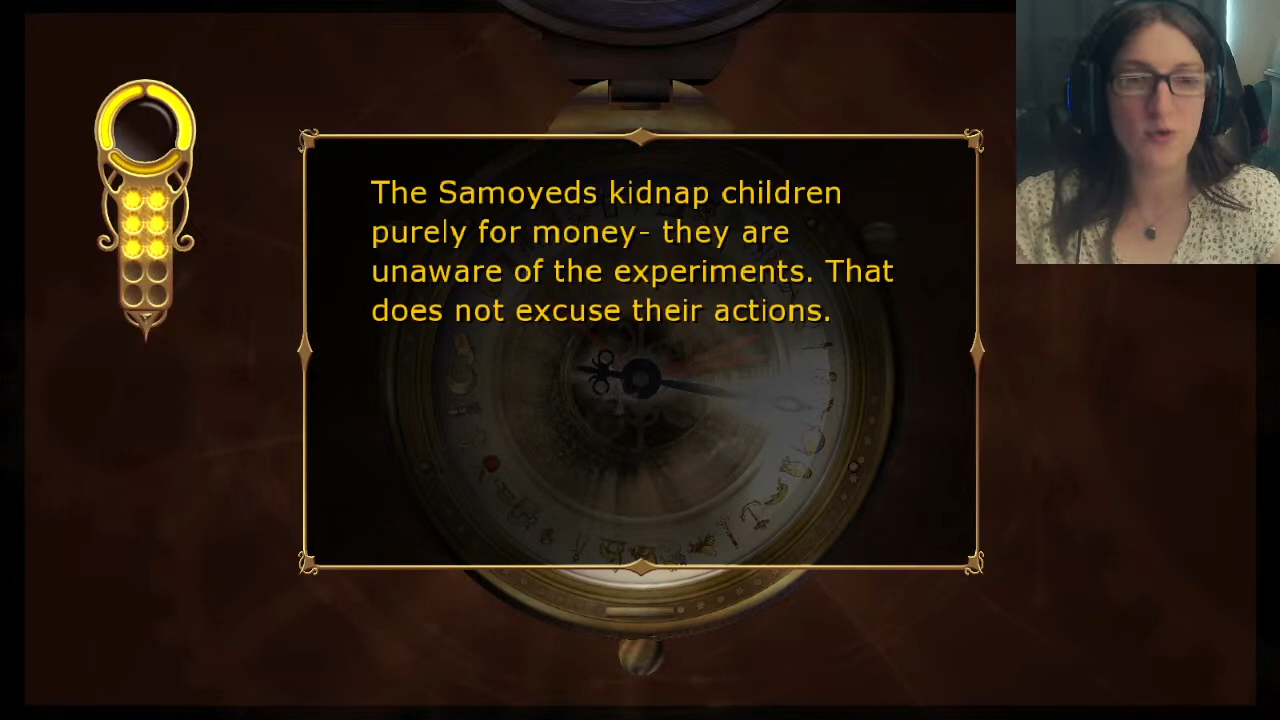 The Samoyeds kidnap children
purely for money- they are
unaware of the experiments. That
does not excuse their actions.